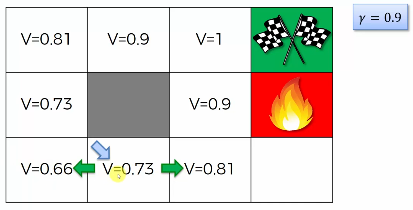 V=0.81 V=0.9 V=1
γ = 0.9
V=0.73 V=0.9
V=0.66 V=0.73 V=0.81